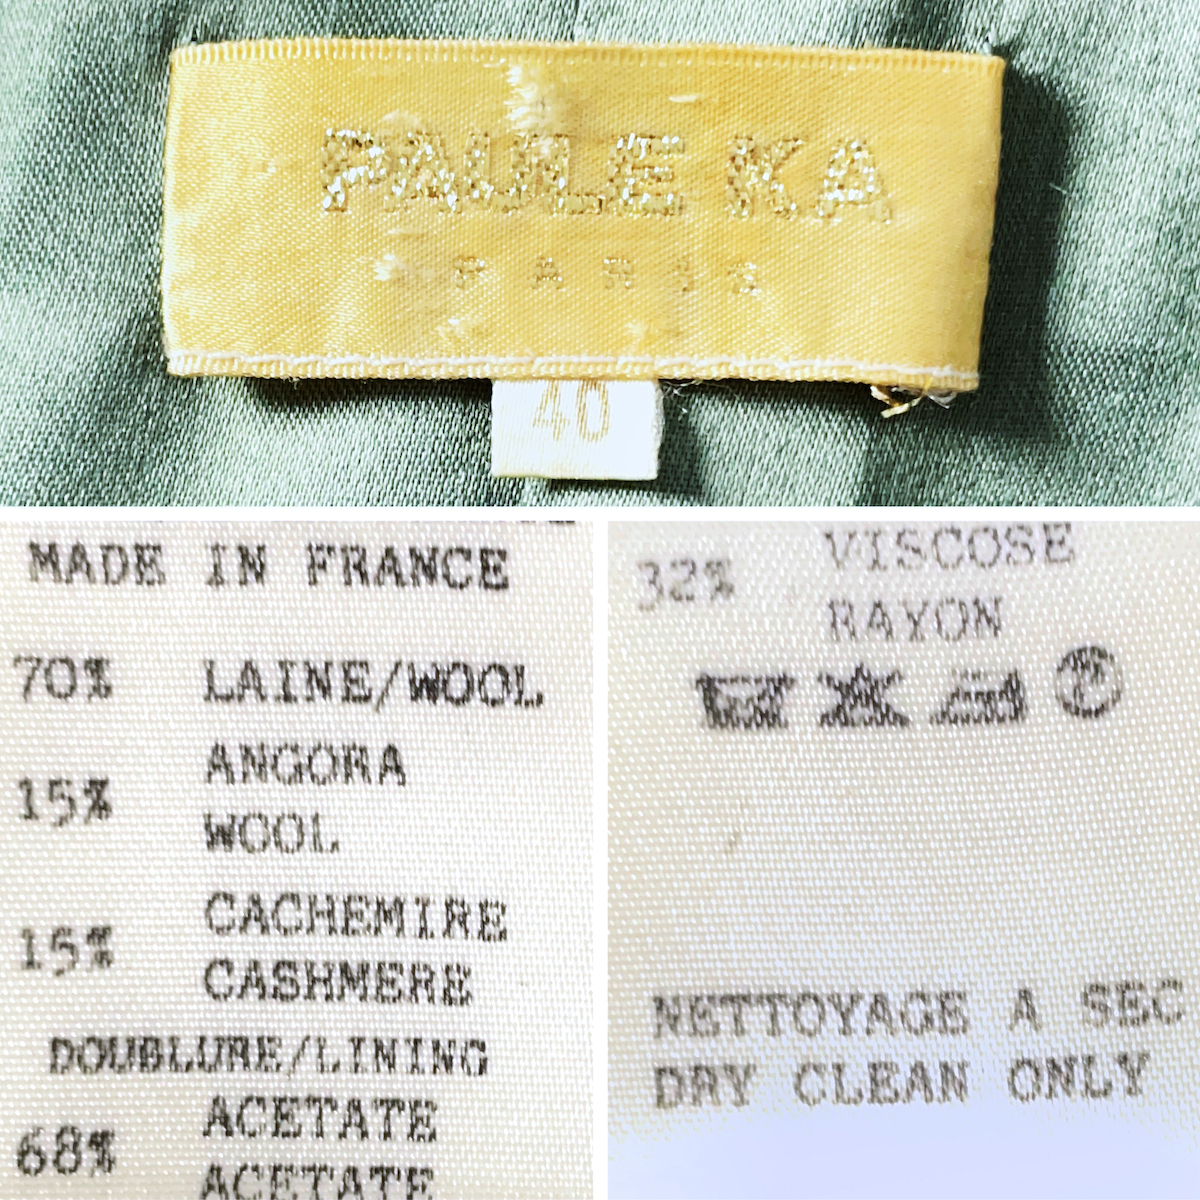 PAULE KA
PARIS
40
MADE IN FRANCE
70% LAINE/WOOL
15% ANGORA
WOOL
15% CACHEMIRE
CASHMERE
DOUBLURE/LINING
68% ACETATE
ACETATE
32% VISCOSE
RAYON
P
NETTOYAGE A SEC
DRY CLEAN ONLY